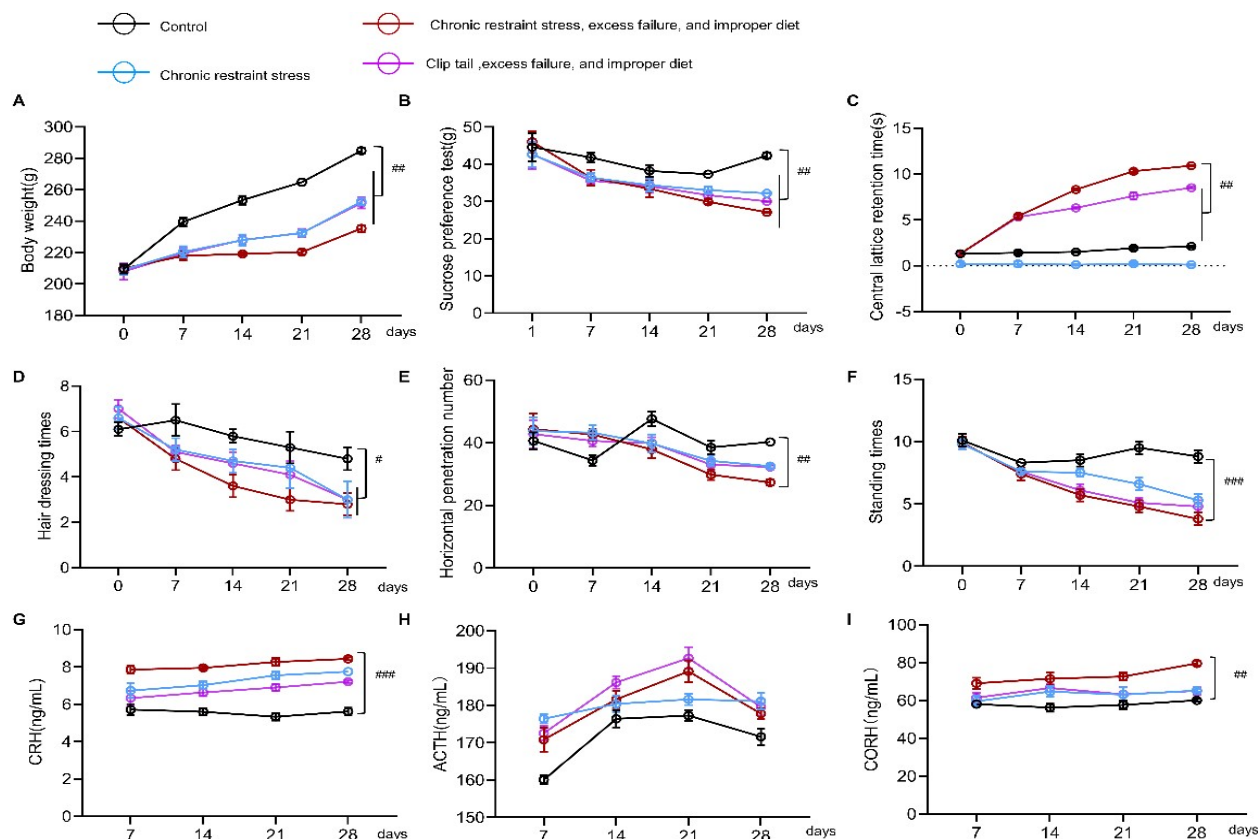 Control
Chronic restraint stress, excess failure, and improper diet
Chronic restraint stress
Clip tail ,excess failure, and improper diet
A
Body weight(g)
300
280
260
240
220
200
180
0 7 14 21 28 days
##
B
Sucrose preference test(g)
50
40
30
20
10
0
1 7 14 21 28 days
##
C
Central lattice retention time(s)
15
10
5
0
-5
0 7 14 21 28 days
##
D
Hair dressing times
8
6
4
2
0
0 7 14 21 28 days
#
E
Horizontal penetration number
60
40
20
0
0 7 14 21 28 days
##
F
Standing times
15
10
5
0
0 7 14 21 28 days
###
G
CRH(ng/mL)
10
8
6
4
2
0
7 14 21 28 days
###
H
ACTH(ng/mL)
200
190
180
170
160
150
7 14 21 28 days
I
CORH(ng/mL)
100
80
60
40
20
0
7 14 21 28 days
##